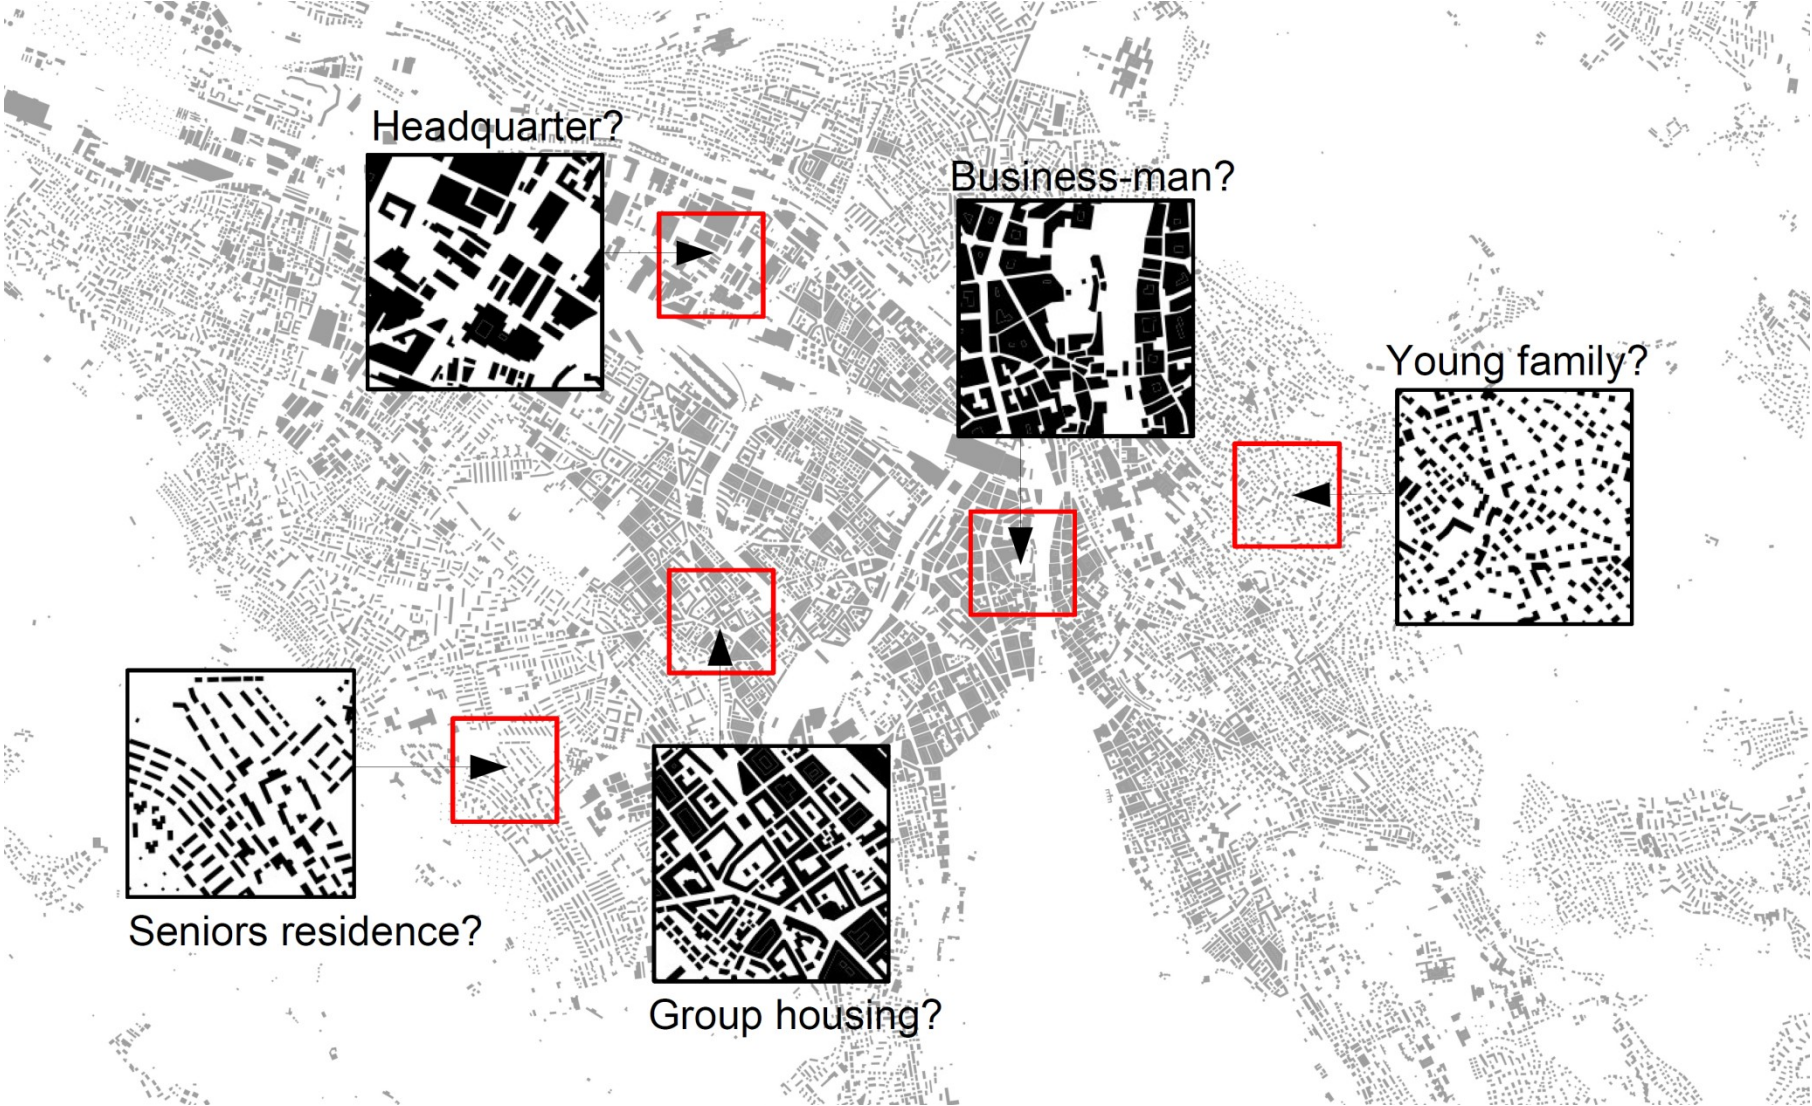 Headquarter?
Business-man?
Young family?
Seniors residence?
Group housing?